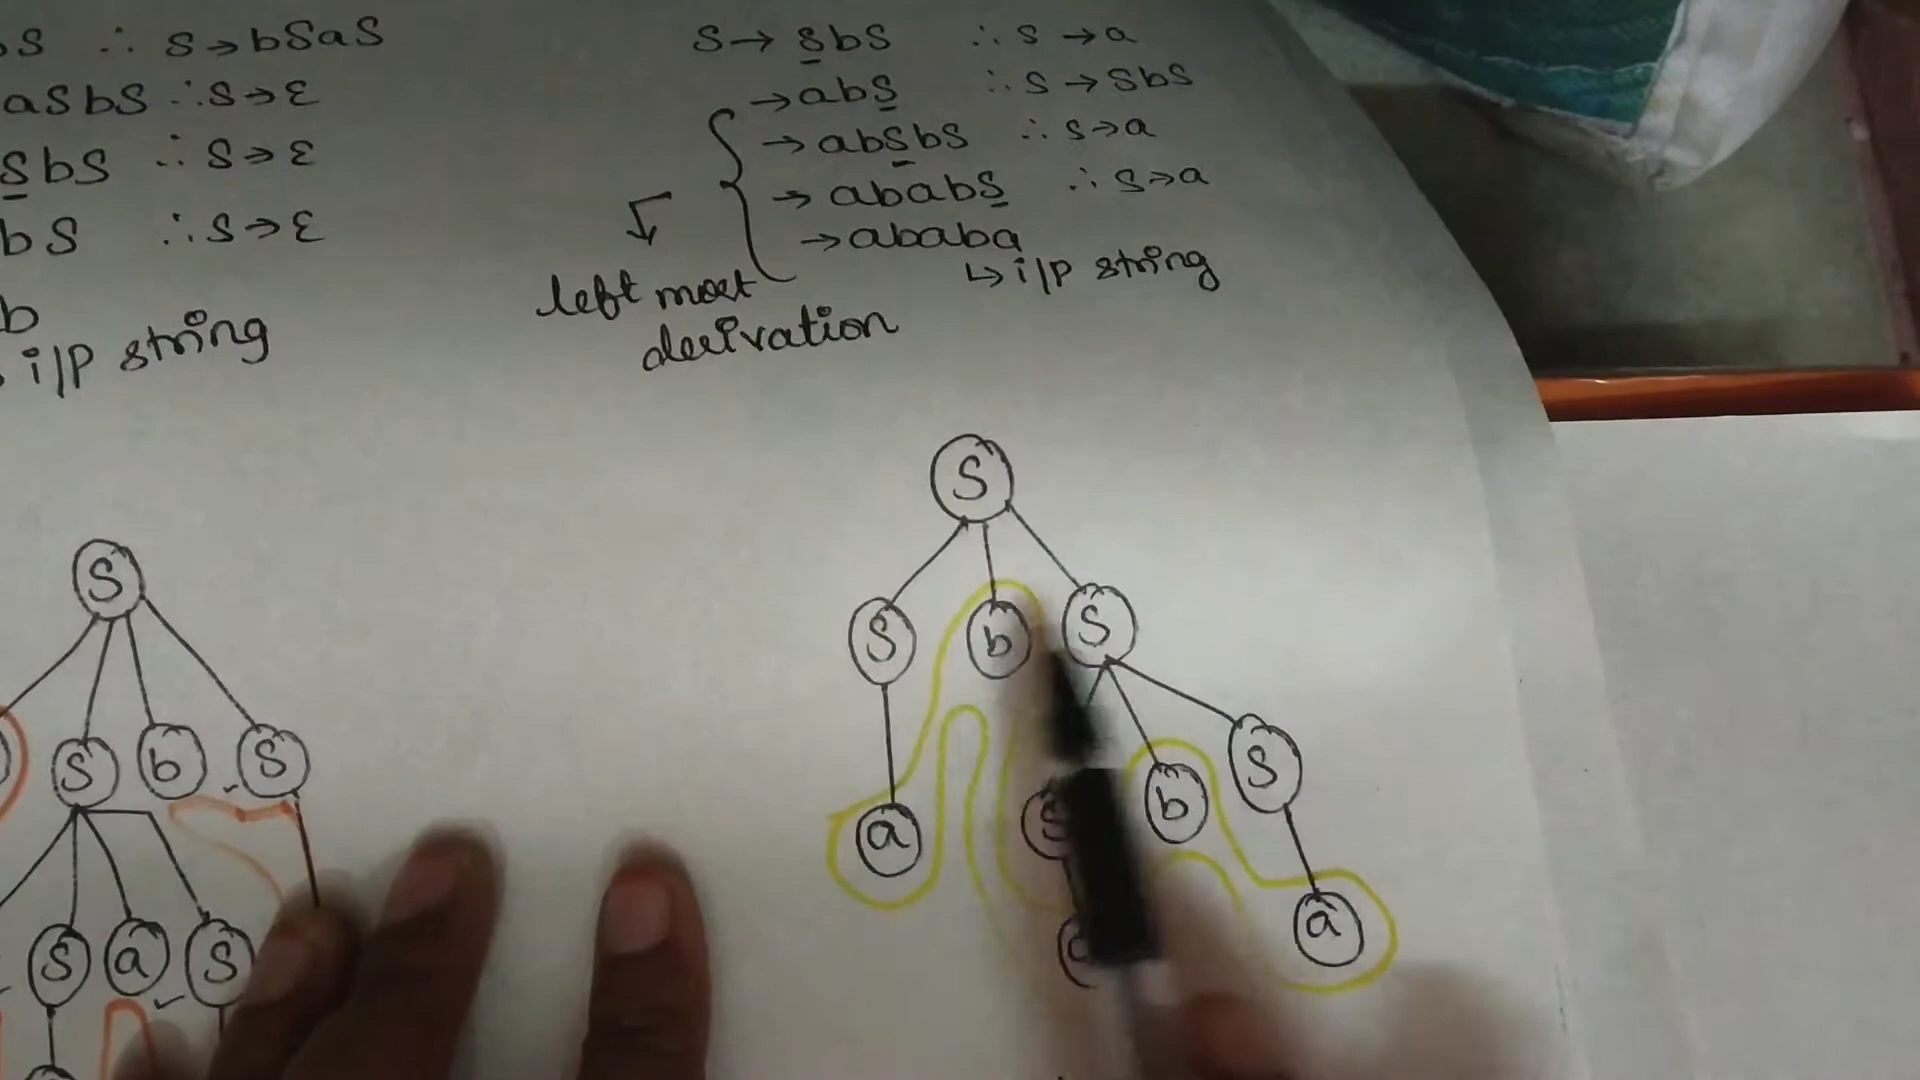 S ∴ S→bSaS
aSbS ∴S→ε
SbS ∴ S→ε
bS ∴S→ε
b
i/p string
S→ SbS ∴ S →a
→abS ∴S→SbS
→abSbS ∴ S→a
→ababS ∴S→a
→ababa
↳i/p string
left most
derivation
S
S b S
S b S
a
a
S
S b S
S a S